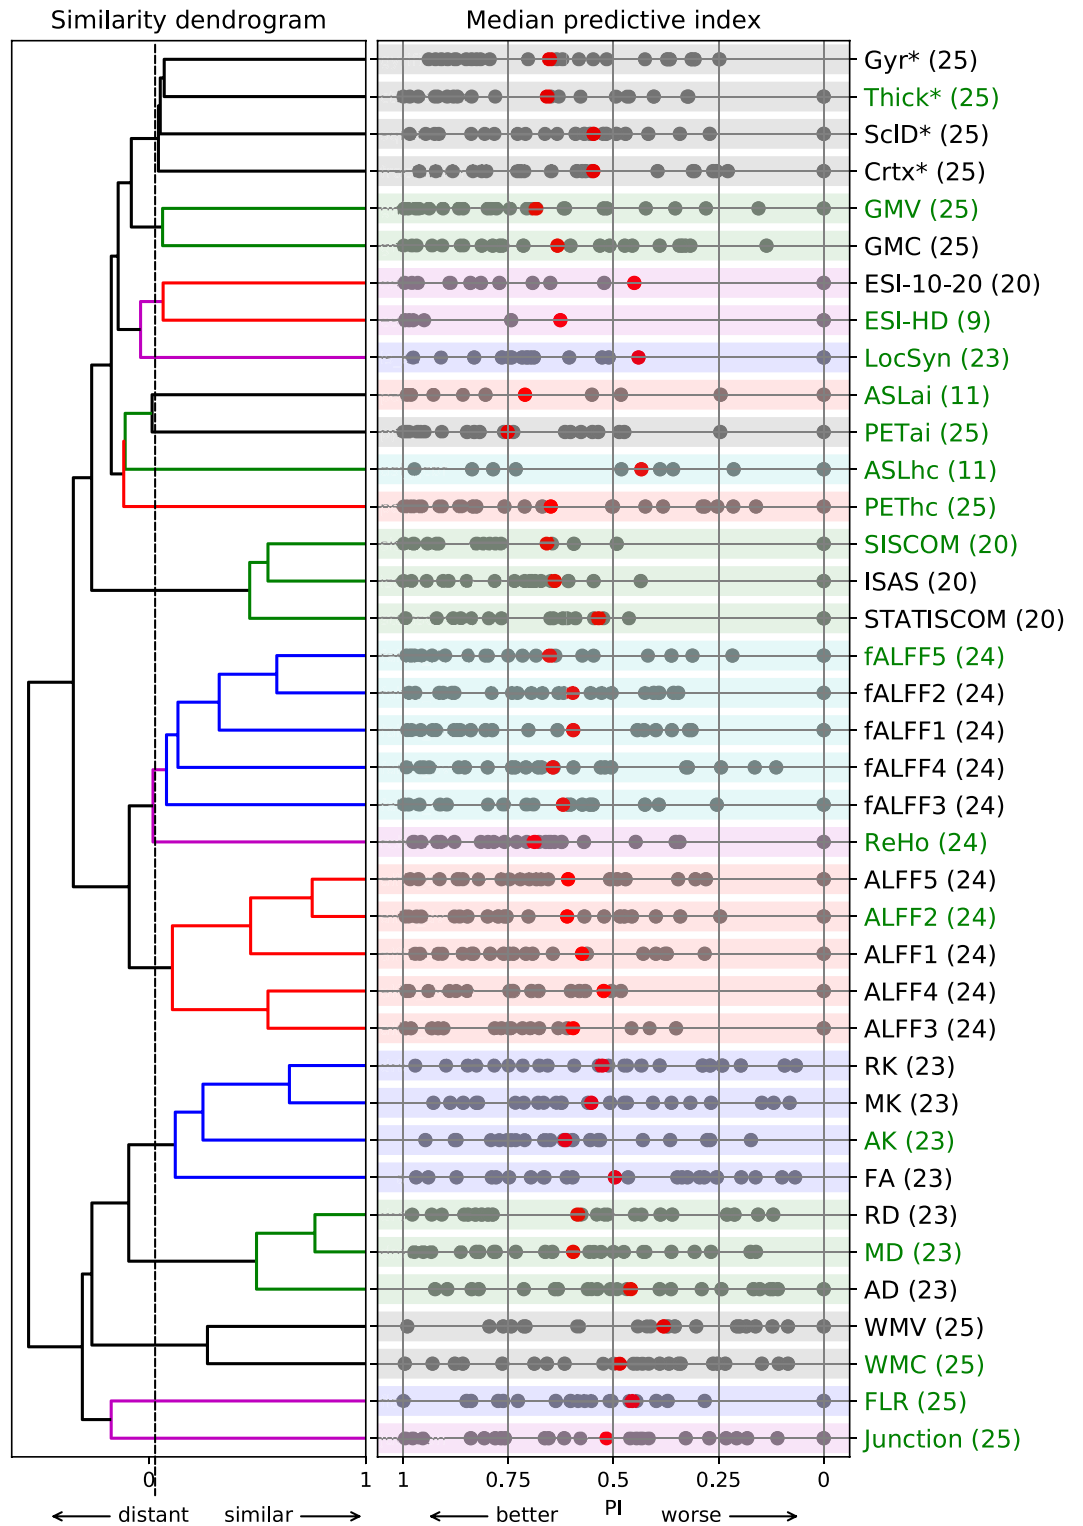 Similarity dendrogram
Median predictive index
Gyr* (25)
Thick* (25)
SclD* (25)
Crtx* (25)
GMV (25)
GMC (25)
ESI-10-20 (20)
ESI-HD (9)
LocSyn (23)
ASLai (11)
PETai (25)
ASLhc (11)
PEThc (25)
SISCOM (20)
ISAS (20)
STATISCOM (20)
fALFF5 (24)
fALFF2 (24)
fALFF1 (24)
fALFF4 (24)
fALFF3 (24)
ReHo (24)
ALFF5 (24)
ALFF2 (24)
ALFF1 (24)
ALFF4 (24)
ALFF3 (24)
RK (23)
MK (23)
AK (23)
FA (23)
RD (23)
MD (23)
AD (23)
WMV (25)
WMC (25)
FLR (25)
Junction (25)
0 1 1 0.75 0.5 0.25 0
PI
distant similar better worse